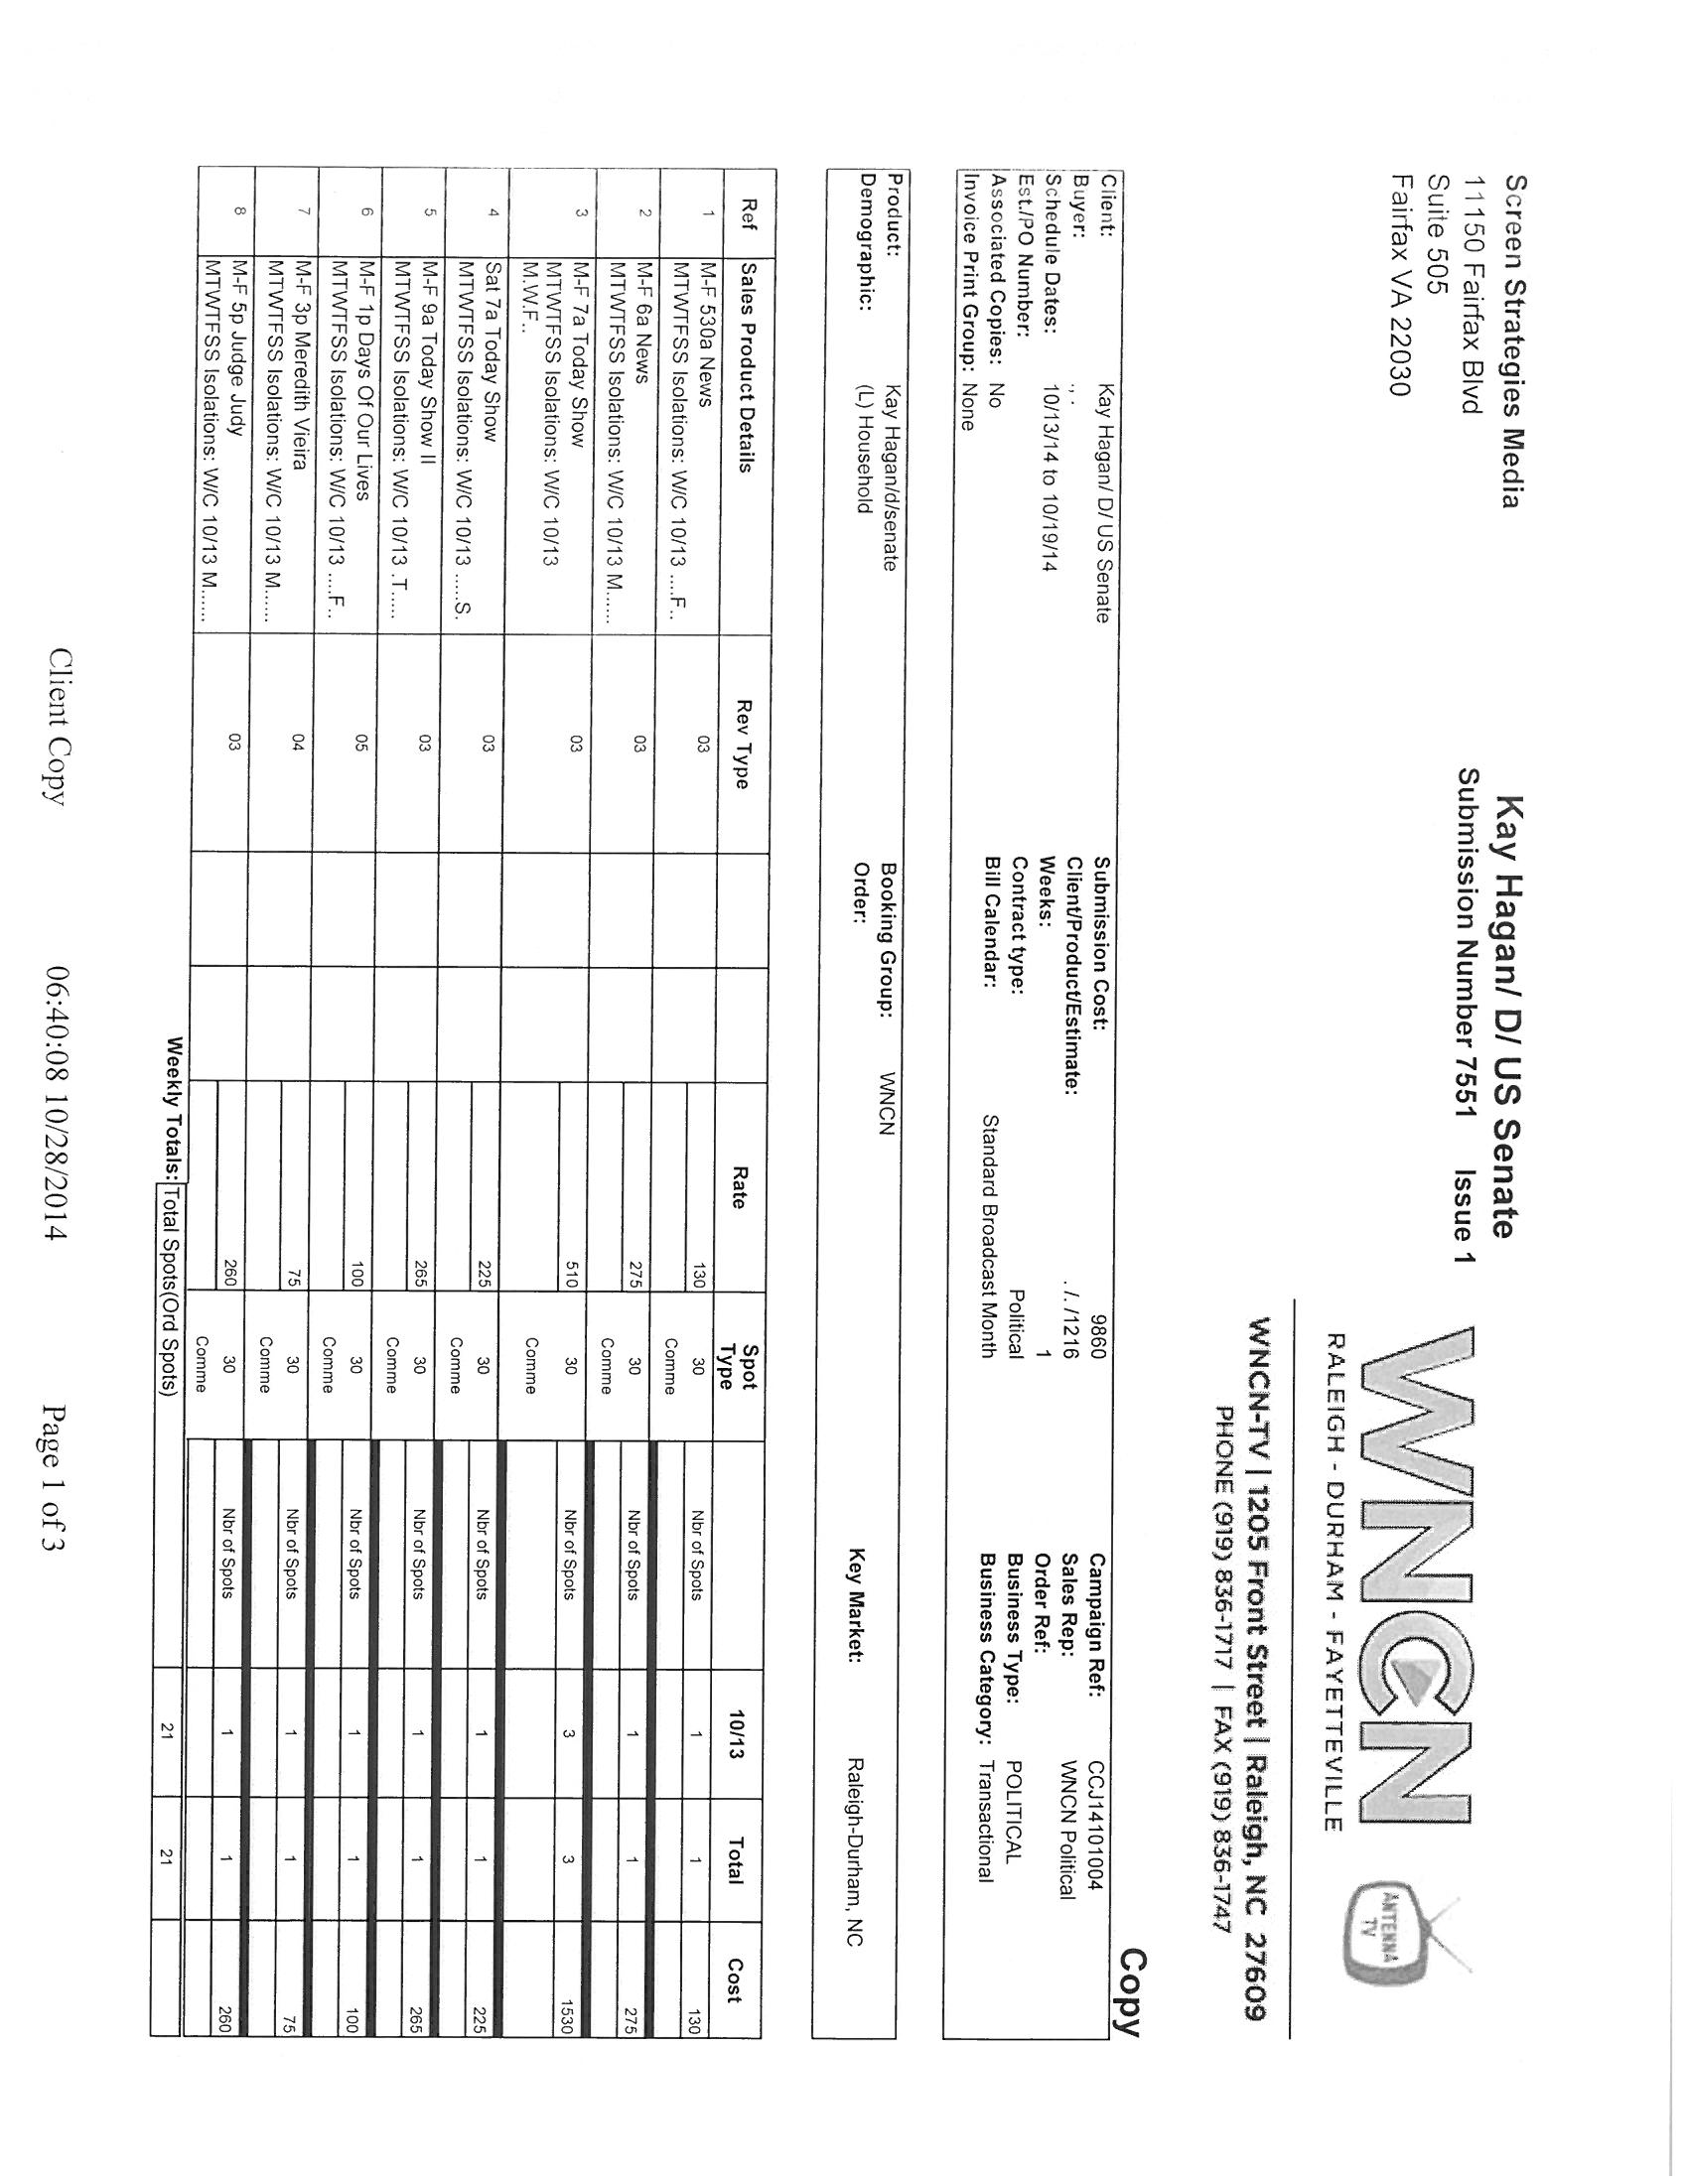 Screen Strategies Media
11150 Fairfax Blvd
Suite 505
Fairfax VA 22030
Kay Hagan/ D/ US Senate
Submission Number 7551 Issue 1
WNCN
RALEIGH - DURHAM - FAYETTEVILLE
ANTENNA
TV
WNCN-TV | 1205 Front Street | Raleigh, NC 27609
PHONE (919) 836-1717 | FAX (919) 836-1747
Copy
Client: Kay Hagan/ D/ US Senate Submission Cost: 9860 Campaign Ref: CCJ14101004
Buyer: ., . Client/Product/Estimate: . /. /1216 Sales Rep: WNCN Political
Schedule Dates: 10/13/14 to 10/19/14 Weeks: 1 Order Ref:
Est./PO Number: Contract type: Political Business Type: POLITICAL
Associated Copies: No Bill Calendar: Standard Broadcast Month Business Category: Transactional
Invoice Print Group: None
Product: Kay Hagan/d/senate Booking Group: WNCN
Demographic: (L) Household Order: Key Market: Raleigh-Durham, NC
Ref Sales Product Details Rev Type Rate Spot Type 10/13 Total Cost
1 M-F 530a News 03 130 30 Nbr of Spots 1 1 130
MTWTFSS Isolations: W/C 10/13 ....F.. Comme
2 M-F 6a News 03 275 30 Nbr of Spots 1 1 275
MTWTFSS Isolations: W/C 10/13 M...... Comme
3 M-F 7a Today Show 03 510 30 Nbr of Spots 3 3 1530
MTWTFSS Isolations: W/C 10/13 Comme
M.W.F..
4 Sat 7a Today Show 03 225 30 Nbr of Spots 1 1 225
MTWTFSS Isolations: W/C 10/13 .....S. Comme
5 M-F 9a Today Show II 03 265 30 Nbr of Spots 1 1 265
MTWTFSS Isolations: W/C 10/13 .T..... Comme
6 M-F 1p Days Of Our Lives 05 100 30 Nbr of Spots 1 1 100
MTWTFSS Isolations: W/C 10/13 ....F.. Comme
7 M-F 3p Meredith Vieira 04 75 30 Nbr of Spots 1 1 75
MTWTFSS Isolations: W/C 10/13 M...... Comme
8 M-F 5p Judge Judy 03 260 30 Nbr of Spots 1 1 260
MTWTFSS Isolations: W/C 10/13 M...... Comme
Weekly Totals: Total Spots(Ord Spots) 21 21
Client Copy 06:40:08 10/28/2014 Page 1 of 3